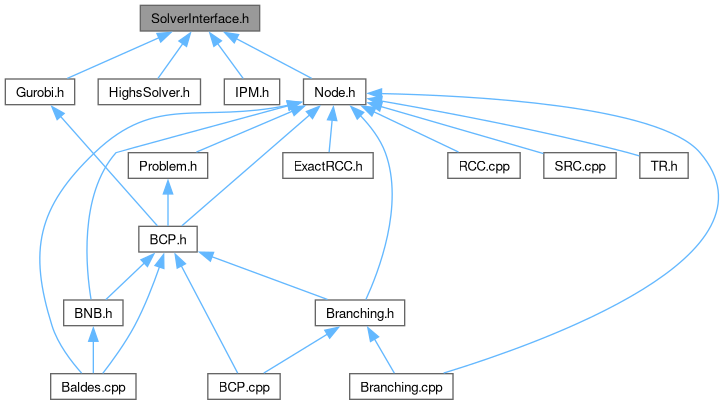 SolverInterface.h
Gurobi.h
HighsSolver.h
IPM.h
Node.h
Problem.h
ExactRCC.h
RCC.cpp
SRC.cpp
TR.h
BCP.h
BNB.h
Branching.h
Baldes.cpp
BCP.cpp
Branching.cpp